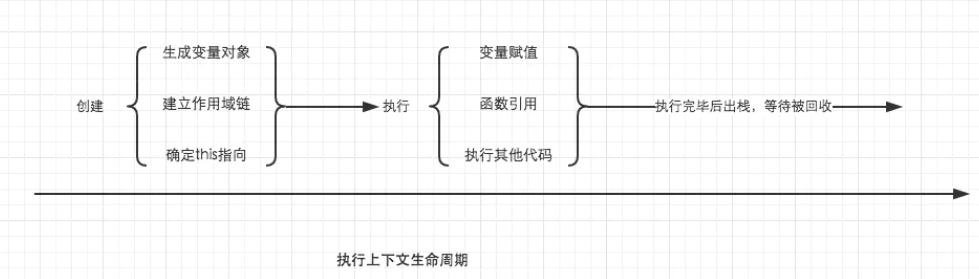 生成变量对象
变量赋值
创建
建立作用域链
执行
函数引用
执行完毕后出栈，等待被回收
确定this指向
执行其他代码
执行上下文生命周期